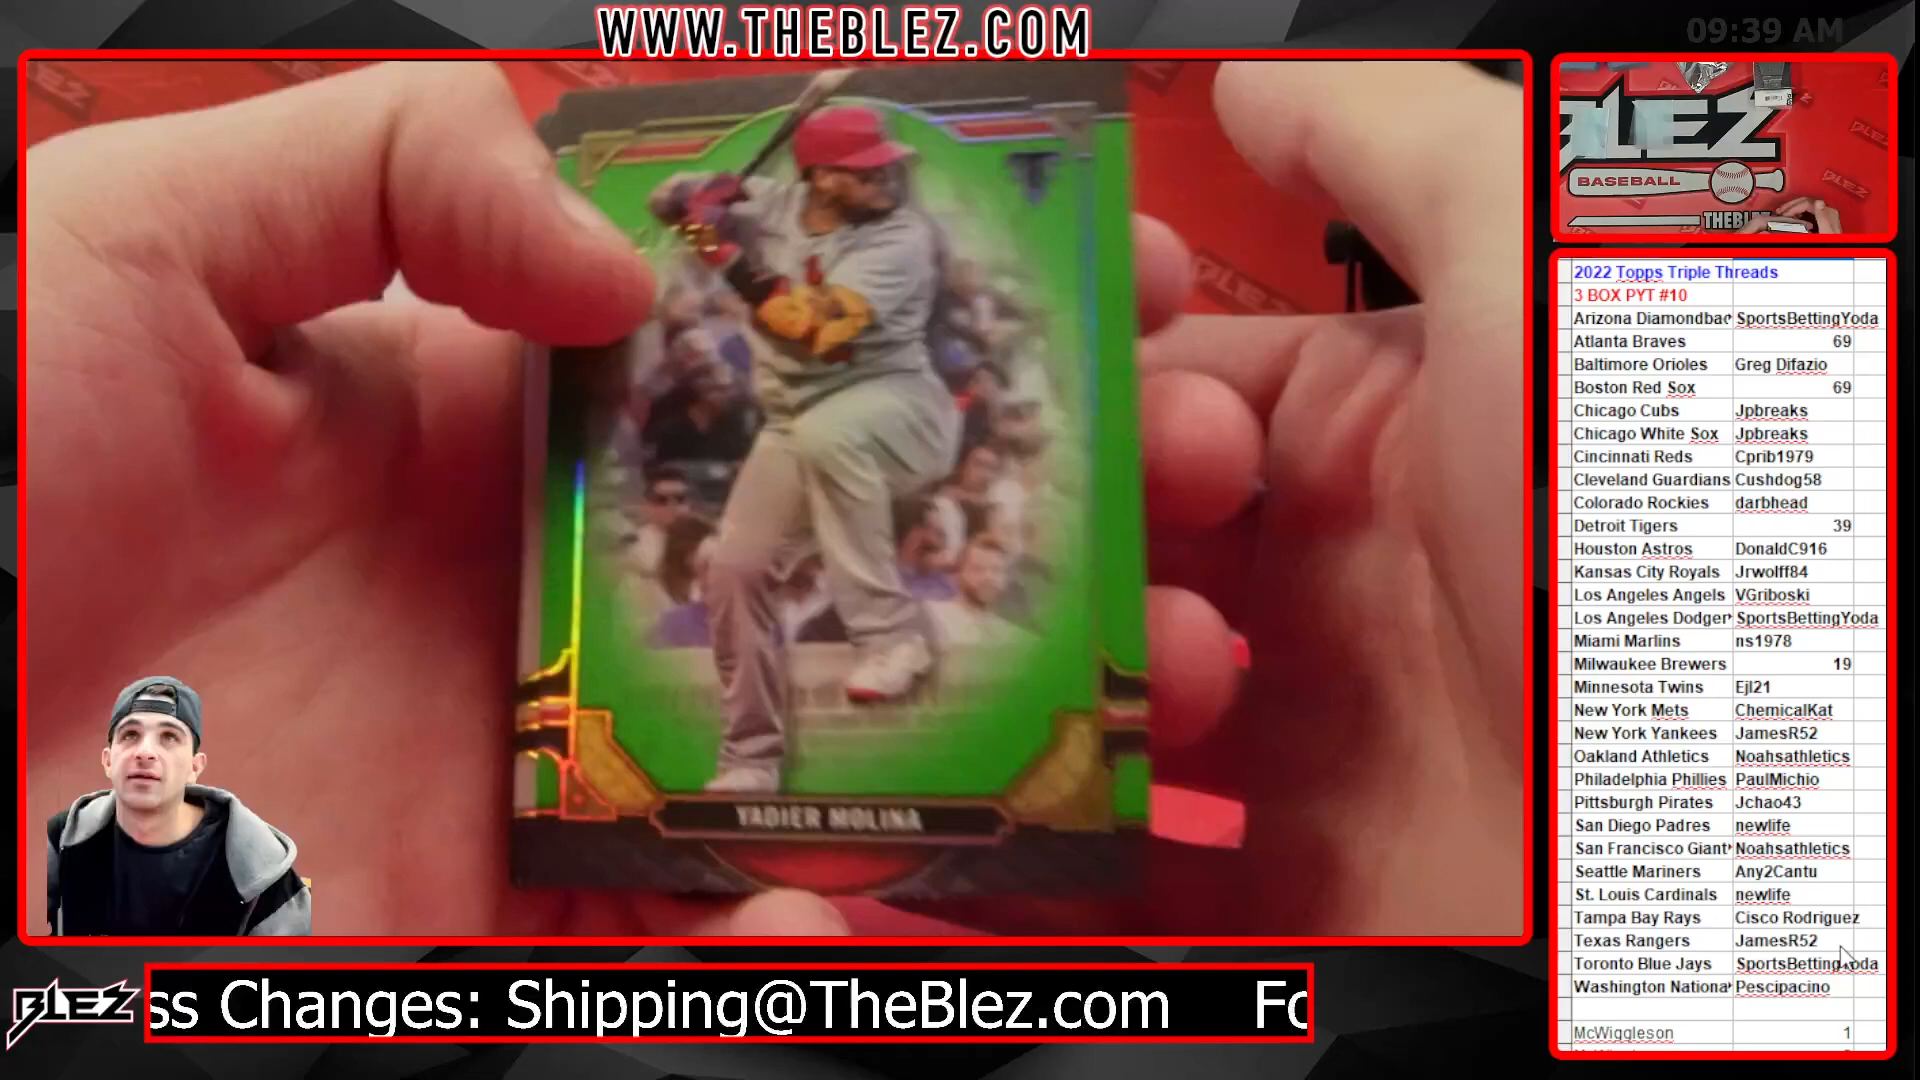 WWW.THEBLEZ.COM
09:39 AM
BLEZ
BASEBALL
THEBLEZ
YADIER MOLINA
2022 Topps Triple Threads
3 BOX PYT #10
Arizona Diamondbac SportsBettingYoda
Atlanta Braves 69
Baltimore Orioles Greg Difazio
Boston Red Sox 69
Chicago Cubs Jpbreaks
Chicago White Sox Jpbreaks
Cincinnati Reds Cprib1979
Cleveland Guardians Cushdog58
Colorado Rockies darbhead
Detroit Tigers 39
Houston Astros DonaldC916
Kansas City Royals Jrwolff84
Los Angeles Angels VGriboski
Los Angeles Dodger SportsBettingYoda
Miami Marlins ns1978
Milwaukee Brewers 19
Minnesota Twins Ejl21
New York Mets ChemicalKat
New York Yankees JamesR52
Oakland Athletics Noahsathletics
Philadelphia Phillies PaulMichio
Pittsburgh Pirates Jchao43
San Diego Padres newlife
San Francisco Giant Noahsathletics
Seattle Mariners Any2Cantu
St. Louis Cardinals newlife
Tampa Bay Rays Cisco Rodriguez
Texas Rangers JamesR52
Toronto Blue Jays SportsBettingYoda
Washington Nationa Pescipacino
McWiggleson 1
BLEZ
ss Changes: Shipping@TheBlez.com Fo